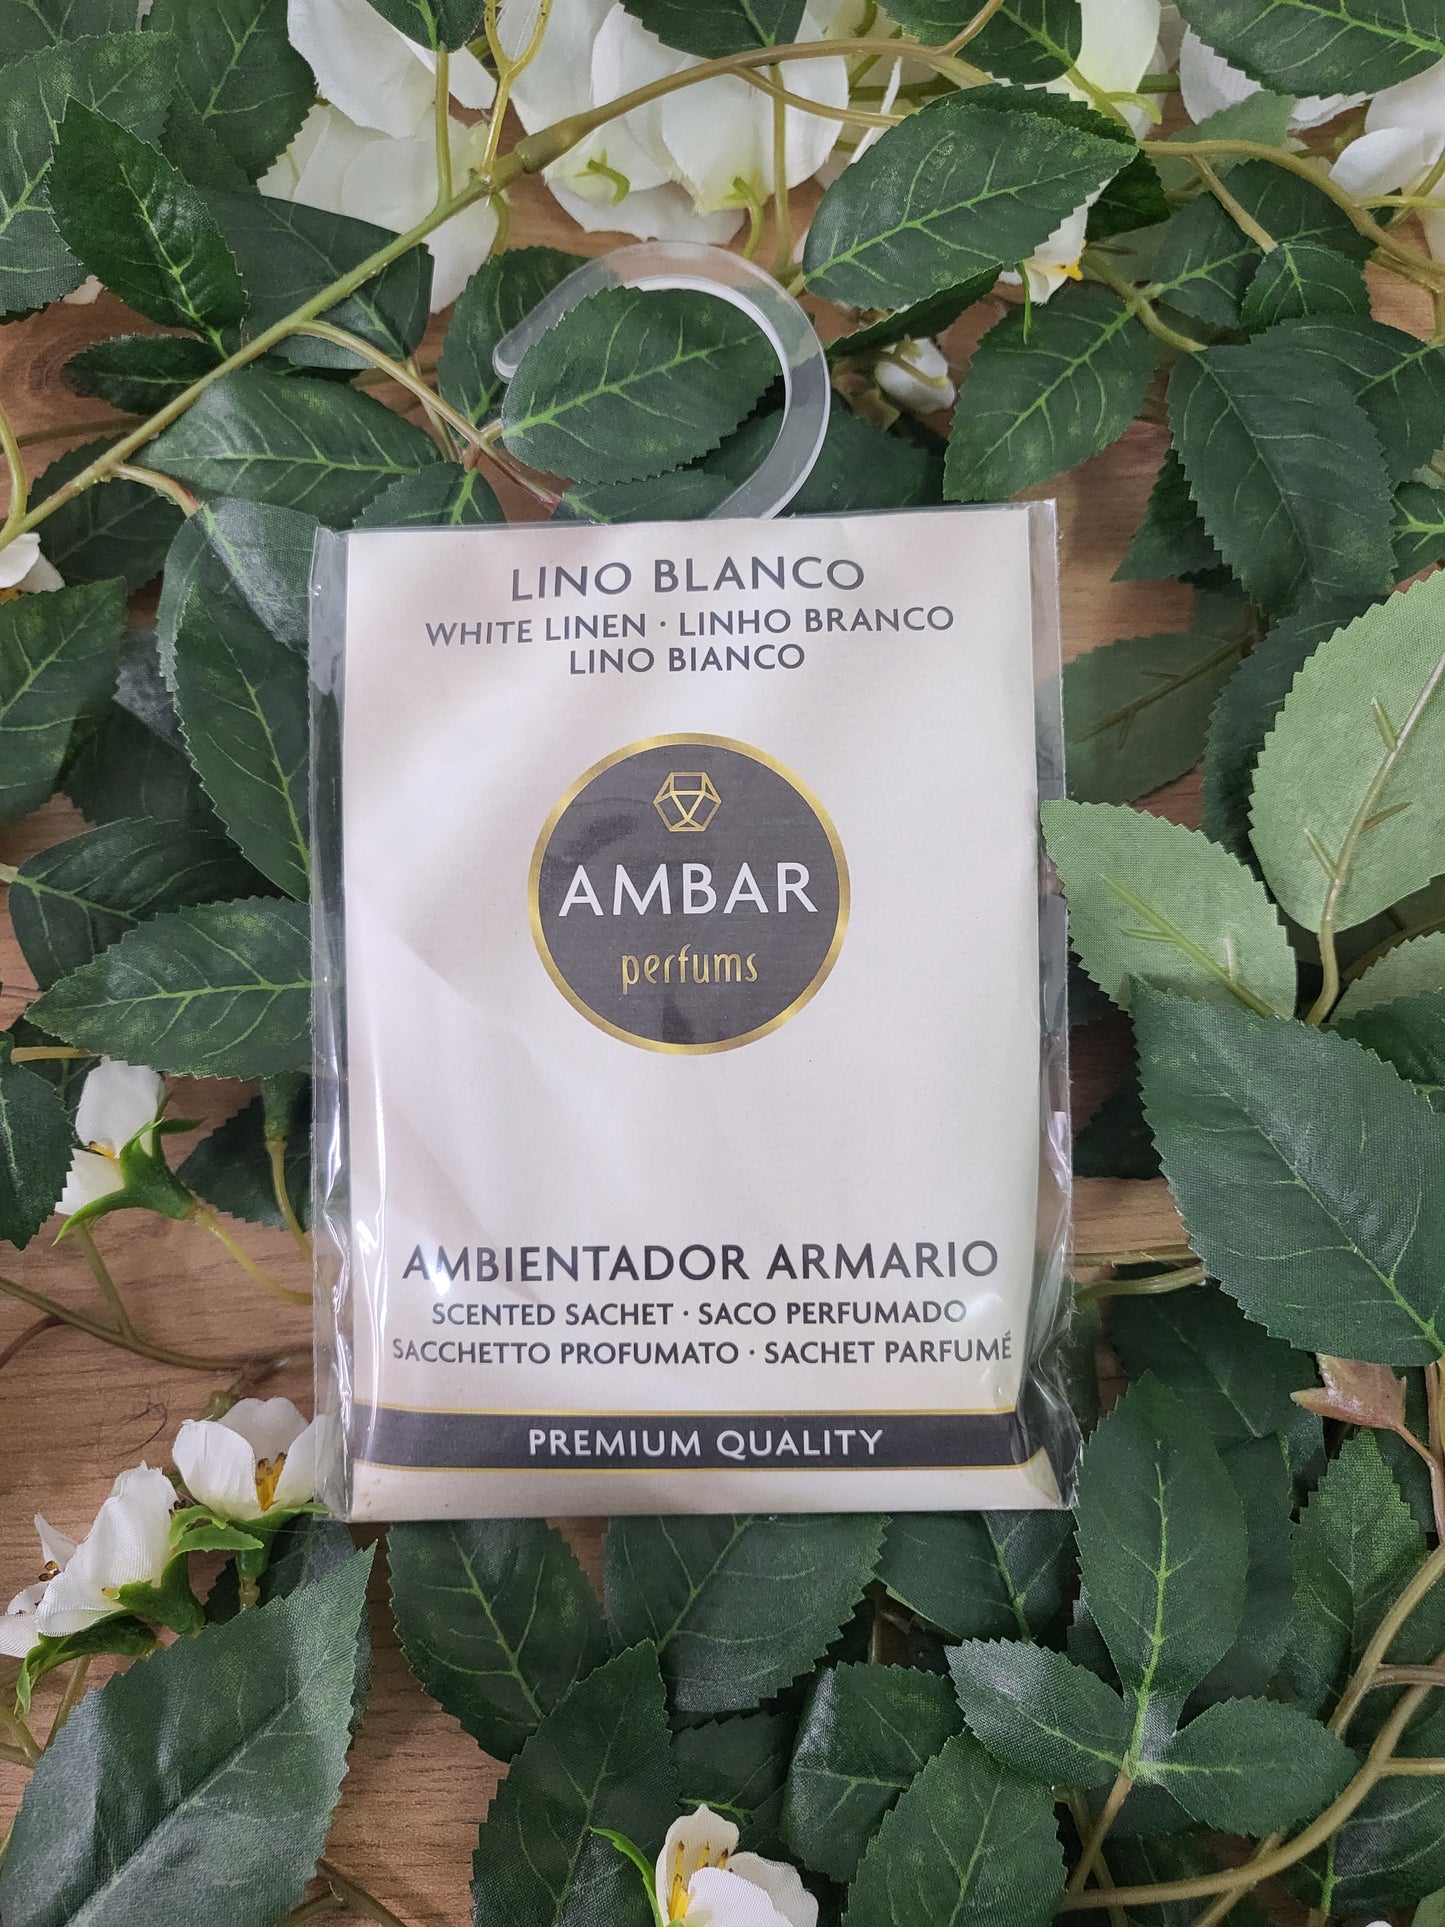 LINO BLANCO
WHITE LINEN · LINHO BRANCO
LINO BIANCO
AMBAR
perfums
AMBIENTADOR ARMARIO
SCENTED SACHET · SACO PERFUMADO
SACCHETTO PROFUMATO · SACHET PARFUMÉ
PREMIUM QUALITY